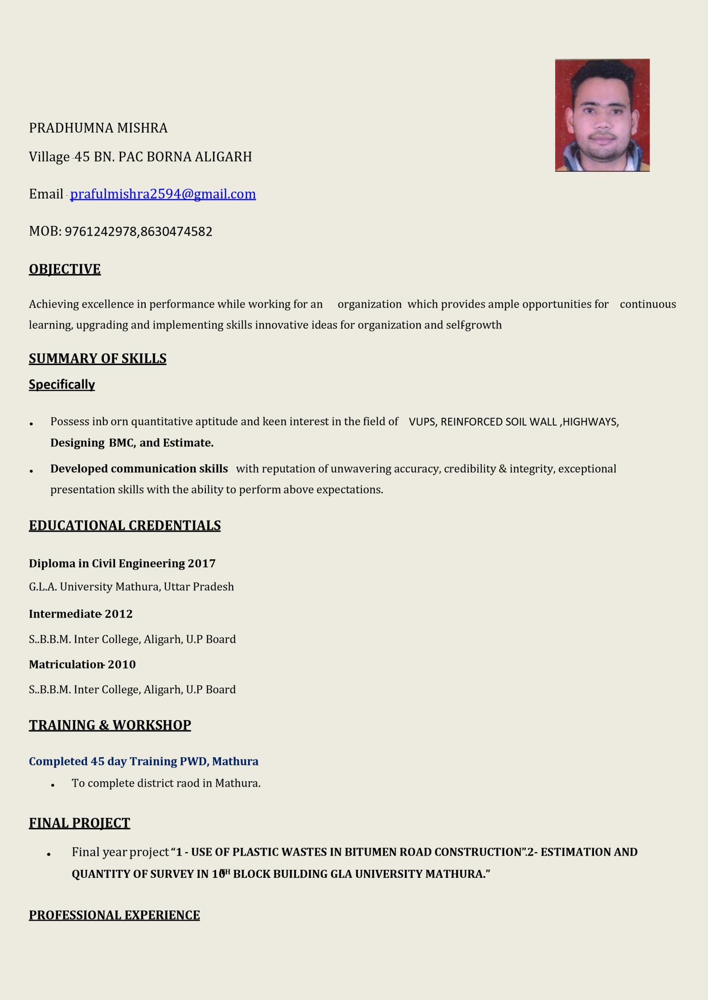 PRADHUMNA MISHRA
Village - 45 BN. PAC BORNA ALIGARH
Email - prafulmishra2594@gmail.com
MOB: 9761242978,8630474582
OBJECTIVE
Achieving excellence in performance while working for an organization which provides ample opportunities for continuous
learning, upgrading and implementing skills innovative ideas for organization and self-growth
SUMMARY OF SKILLS
Specifically
• Possess inb orn quantitative aptitude and keen interest in the field of VUPS, REINFORCED SOIL WALL ,HIGHWAYS,
Designing BMC, and Estimate.
• Developed communication skills with reputation of unwavering accuracy, credibility & integrity, exceptional
presentation skills with the ability to perform above expectations.
EDUCATIONAL CREDENTIALS
Diploma in Civil Engineering- 2017
G.L.A. University Mathura, Uttar Pradesh
Intermediate- 2012
S..B.B.M. Inter College, Aligarh, U.P Board
Matriculation- 2010
S..B.B.M. Inter College, Aligarh, U.P Board
TRAINING & WORKSHOP
Completed 45 day Training PWD, Mathura
• To complete district raod in Mathura.
FINAL PROJECT
• Final year project “1 - USE OF PLASTIC WASTES IN BITUMEN ROAD CONSTRUCTION”.2- ESTIMATION AND
QUANTITY OF SURVEY IN 10TH BLOCK BUILDING GLA UNIVERSITY MATHURA.”
PROFESSIONAL EXPERIENCE